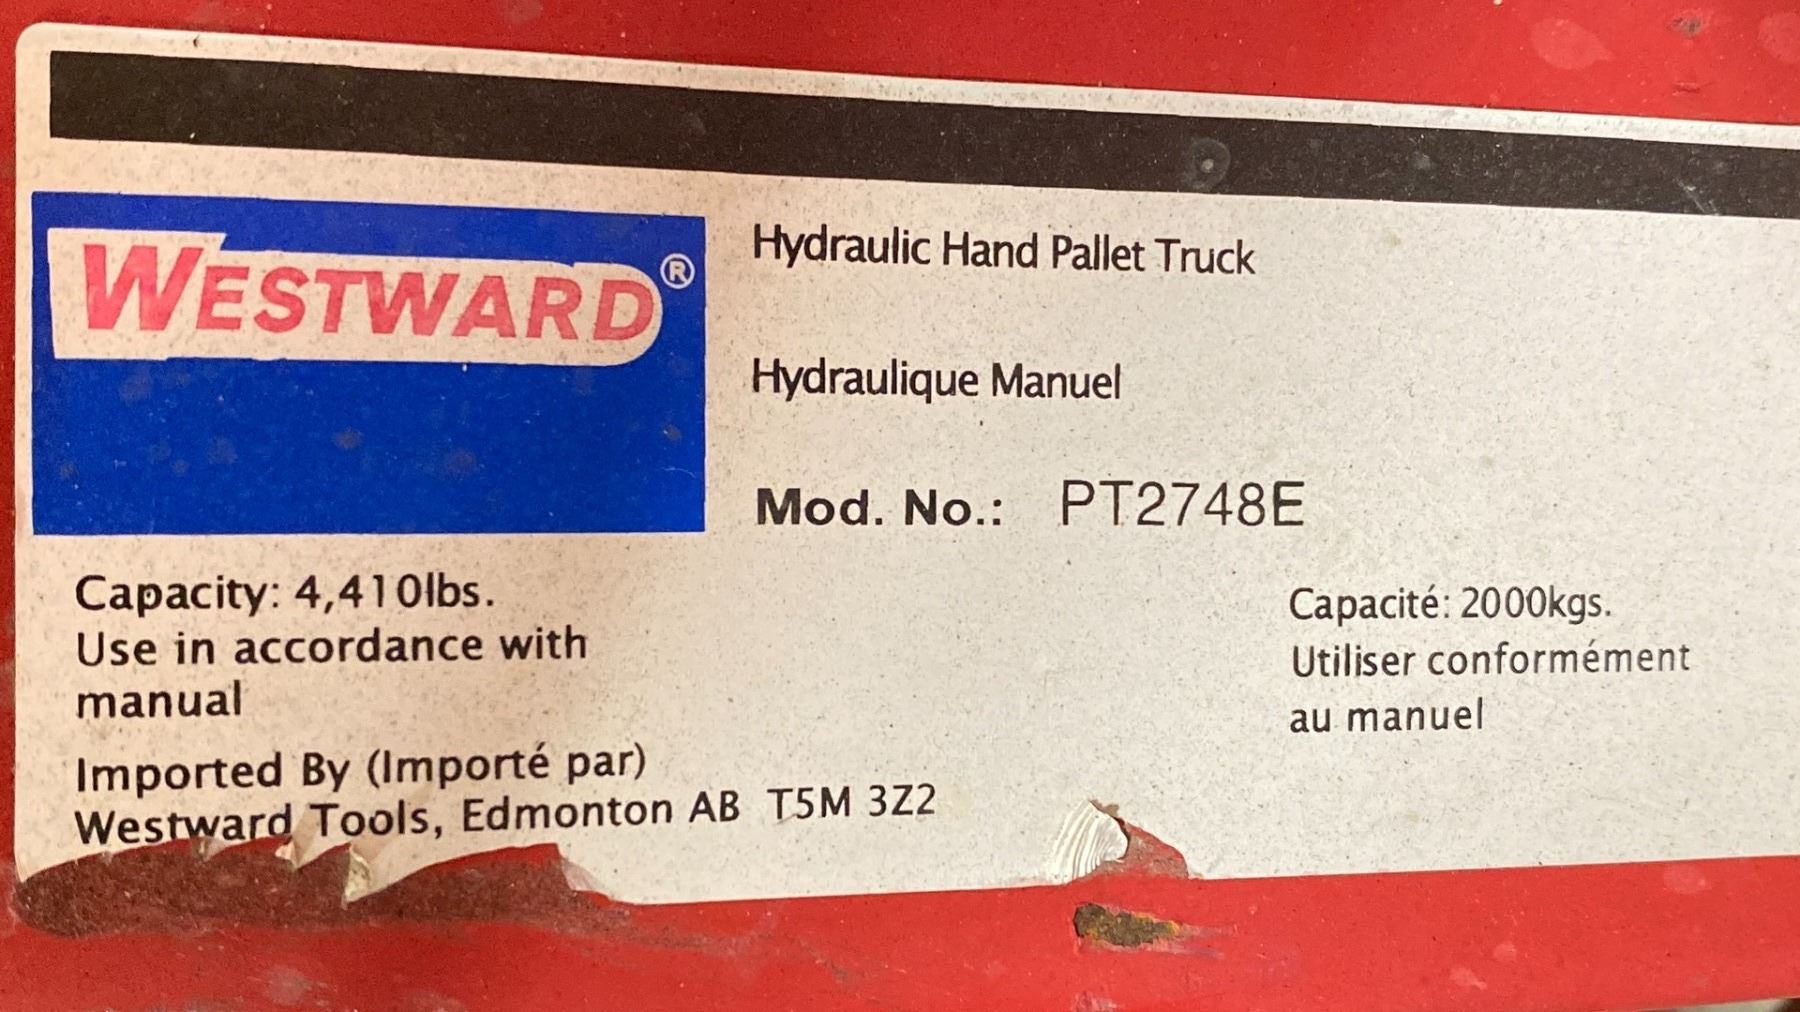 WESTWARD®
Hydraulic Hand Pallet Truck
Hydraulique Manuel
Mod. No.: PT2748E
Capacity: 4,410lbs.
Use in accordance with
manual
Capacité: 2000kgs.
Utiliser conformément
au manuel
Imported By (Importé par)
Westward Tools, Edmonton AB T5M 3Z2